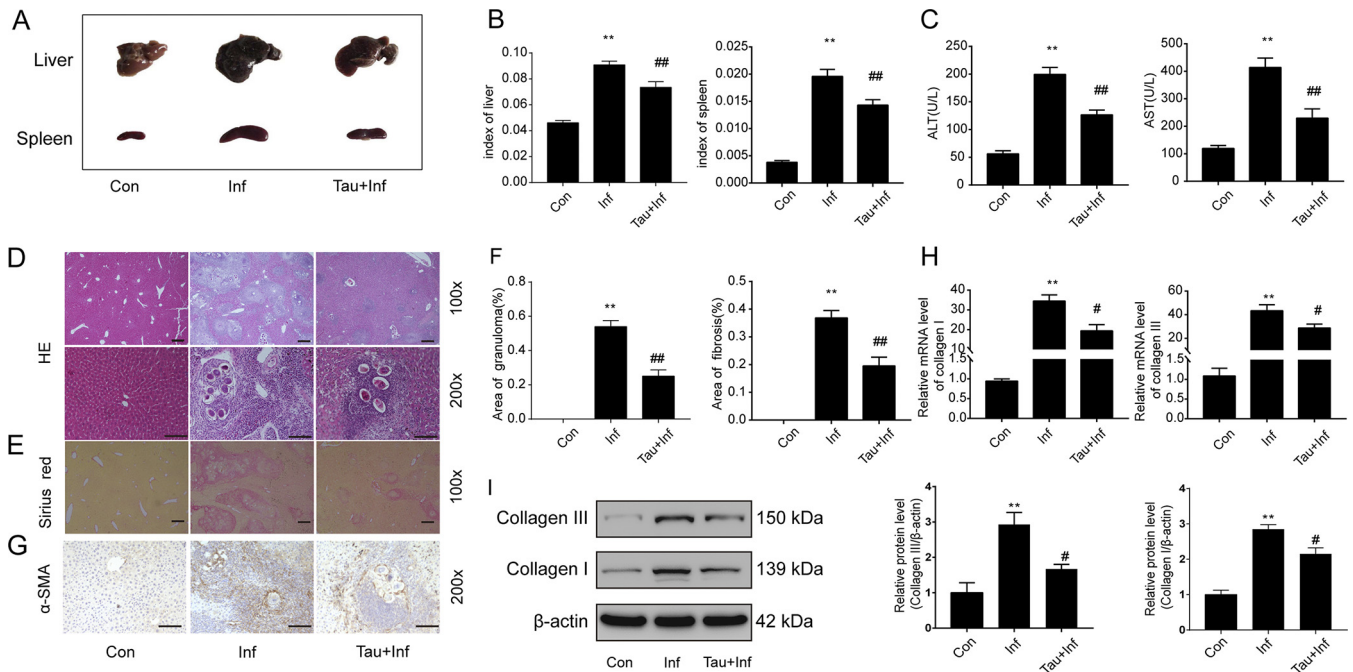 A
Liver
Spleen
Con Inf Tau+Inf
B
index of liver
0.10
0.08
0.06
0.04
0.02
0.00
**
##
Con Inf Tau+Inf
index of spleen
0.025
0.020
0.015
0.010
0.005
0.000
**
##
Con Inf Tau+Inf
C
ALT(U/L)
250
200
150
100
50
0
**
##
Con Inf Tau+Inf
AST(U/L)
500
400
300
200
100
0
**
##
Con Inf Tau+Inf
D
HE
100x
200x
E
Sirius red
100x
G
α-SMA
200x
Con Inf Tau+Inf
F
Area of granuloma(%)
0.8
0.6
0.4
0.2
0.0
**
##
Con Inf Tau+Inf
Area of fibrosis(%)
0.5
0.4
0.3
0.2
0.1
0.0
**
##
Con Inf Tau+Inf
H
Relative mRNA level
of collagen I
40
30
20
10
1.5
1.0
0.5
0.0
**
#
Con Inf Tau+Inf
Relative mRNA level
of collagen III
60
40
20
0
1.5
1.0
0.5
0.0
**
#
Con Inf Tau+Inf
I
Collagen III 150 kDa
Collagen I 139 kDa
β-actin 42 kDa
Con Inf Tau+Inf
Relative protein level
(Collagen III/β-actin)
4
3
2
1
0
**
#
Con Inf Tau+Inf
Relative protein level
(Collagen I/β-actin)
4
3
2
1
0
**
#
Con Inf Tau+Inf